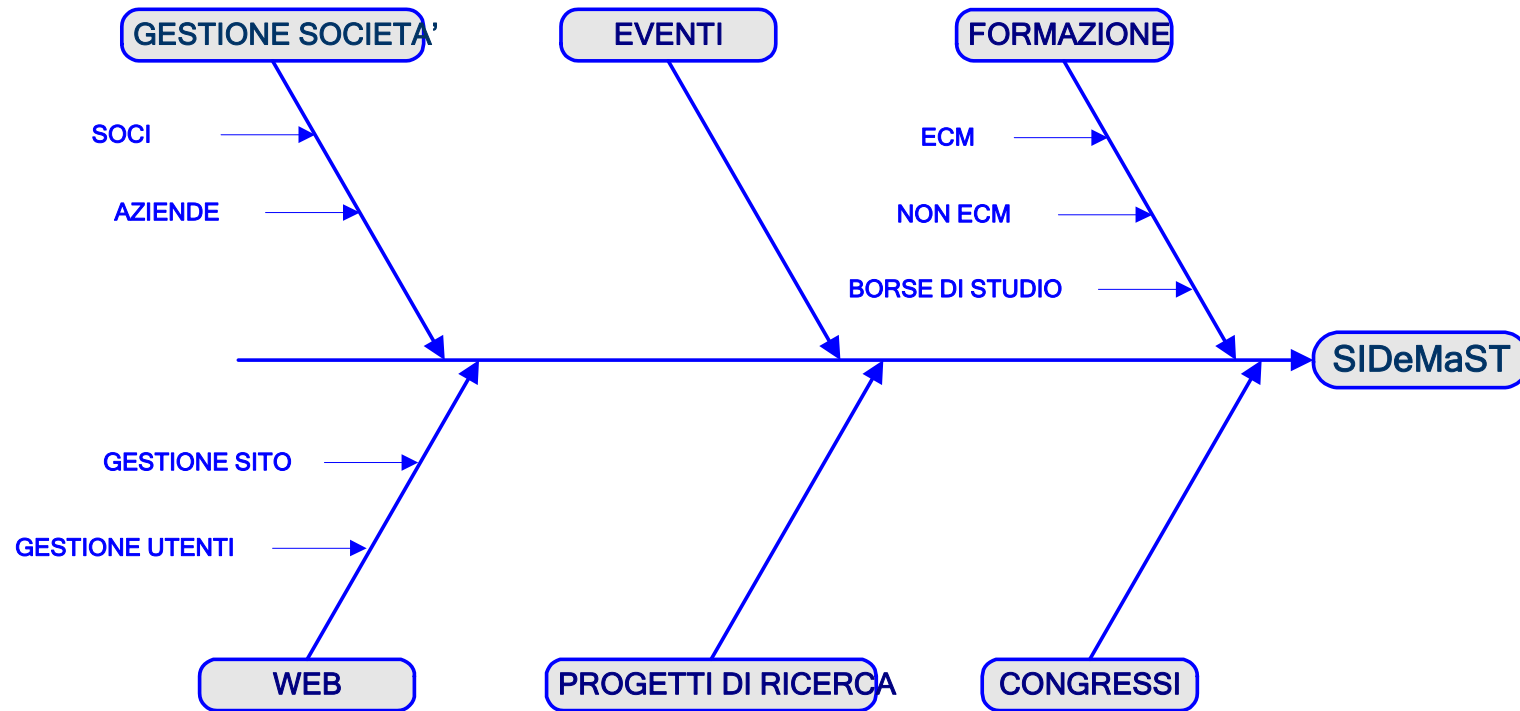 GESTIONE SOCIETA’
EVENTI
FORMAZIONE
SOCI
ECM
AZIENDE
NON ECM
BORSE DI STUDIO
SIDeMaST
GESTIONE SITO
GESTIONE UTENTI
WEB
PROGETTI DI RICERCA
CONGRESSI